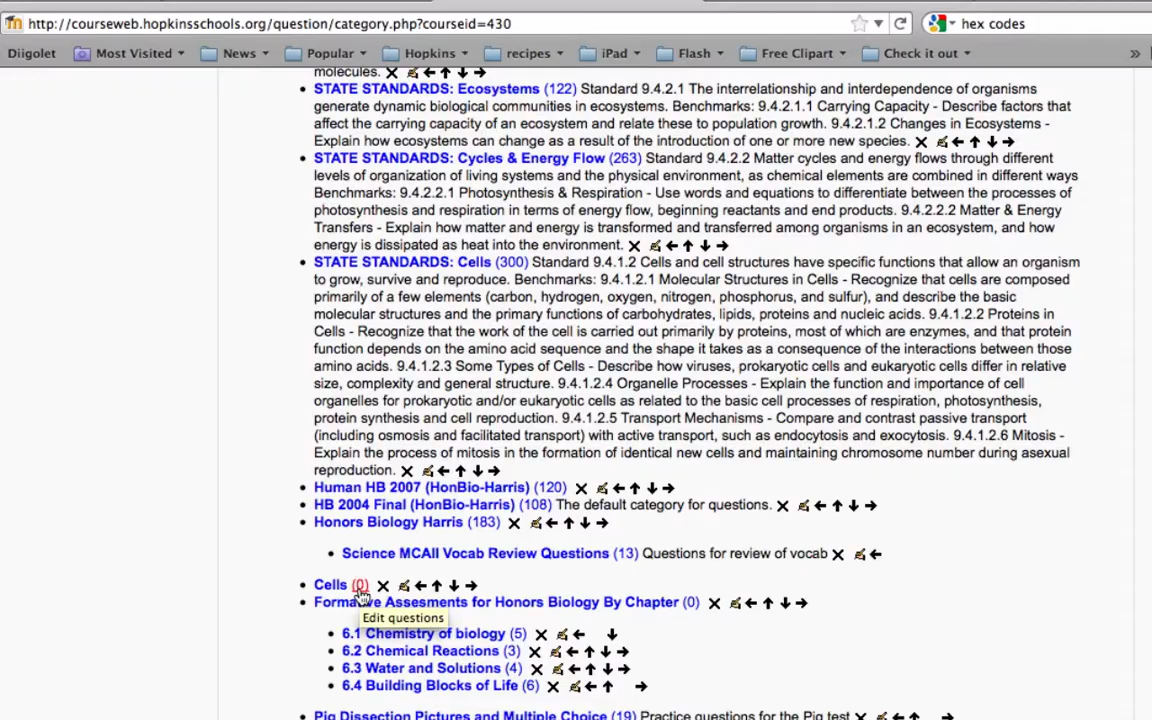 http://courseweb.hopkinsschools.org/question/category.php?courseid=430
hex codes
Diigolet Most Visited News Popular Hopkins recipes iPad Flash Free Clipart Check it out »
molecules.
STATE STANDARDS: Ecosystems (122) Standard 9.4.2.1 The interrelationship and interdependence of organisms
generate dynamic biological communities in ecosystems. Benchmarks: 9.4.2.1.1 Carrying Capacity - Describe factors that
affect the carrying capacity of an ecosystem and relate these to population growth. 9.4.2.1.2 Changes in Ecosystems -
Explain how ecosystems can change as a result of the introduction of one or more new species.
STATE STANDARDS: Cycles & Energy Flow (263) Standard 9.4.2.2 Matter cycles and energy flows through different
levels of organization of living systems and the physical environment, as chemical elements are combined in different ways
Benchmarks: 9.4.2.2.1 Photosynthesis & Respiration - Use words and equations to differentiate between the processes of
photosynthesis and respiration in terms of energy flow, beginning reactants and end products. 9.4.2.2.2 Matter & Energy
Transfers - Explain how matter and energy is transformed and transferred among organisms in an ecosystem, and how
energy is dissipated as heat into the environment.
STATE STANDARDS: Cells (300) Standard 9.4.1.2 Cells and cell structures have specific functions that allow an organism
to grow, survive and reproduce. Benchmarks: 9.4.1.2.1 Molecular Structures in Cells - Recognize that cells are composed
primarily of a few elements (carbon, hydrogen, oxygen, nitrogen, phosphorus, and sulfur), and describe the basic
molecular structures and the primary functions of carbohydrates, lipids, proteins and nucleic acids. 9.4.1.2.2 Proteins in
Cells - Recognize that the work of the cell is carried out primarily by proteins, most of which are enzymes, and that protein
function depends on the amino acid sequence and the shape it takes as a consequence of the interactions between those
amino acids. 9.4.1.2.3 Some Types of Cells - Describe how viruses, prokaryotic cells and eukaryotic cells differ in relative
size, complexity and general structure. 9.4.1.2.4 Organelle Processes - Explain the function and importance of cell
organelles for prokaryotic and/or eukaryotic cells as related to the basic cell processes of respiration, photosynthesis,
protein synthesis and cell reproduction. 9.4.1.2.5 Transport Mechanisms - Compare and contrast passive transport
(including osmosis and facilitated transport) with active transport, such as endocytosis and exocytosis. 9.4.1.2.6 Mitosis -
Explain the process of mitosis in the formation of identical new cells and maintaining chromosome number during asexual
reproduction.
Human HB 2007 (HonBio-Harris) (120)
HB 2004 Final (HonBio-Harris) (108) The default category for questions.
Honors Biology Harris (183)
Science MCAII Vocab Review Questions (13) Questions for review of vocab
Cells (0)
Assesments for Honors Biology By Chapter (0)
Edit questions
6.1 Chemistry of biology (5)
6.2 Chemical Reactions (3)
6.3 Water and Solutions (4)
6.4 Building Blocks of Life (6)
Pig Dissection Pictures and Multiple Choice (19) Practice questions for the Pig test